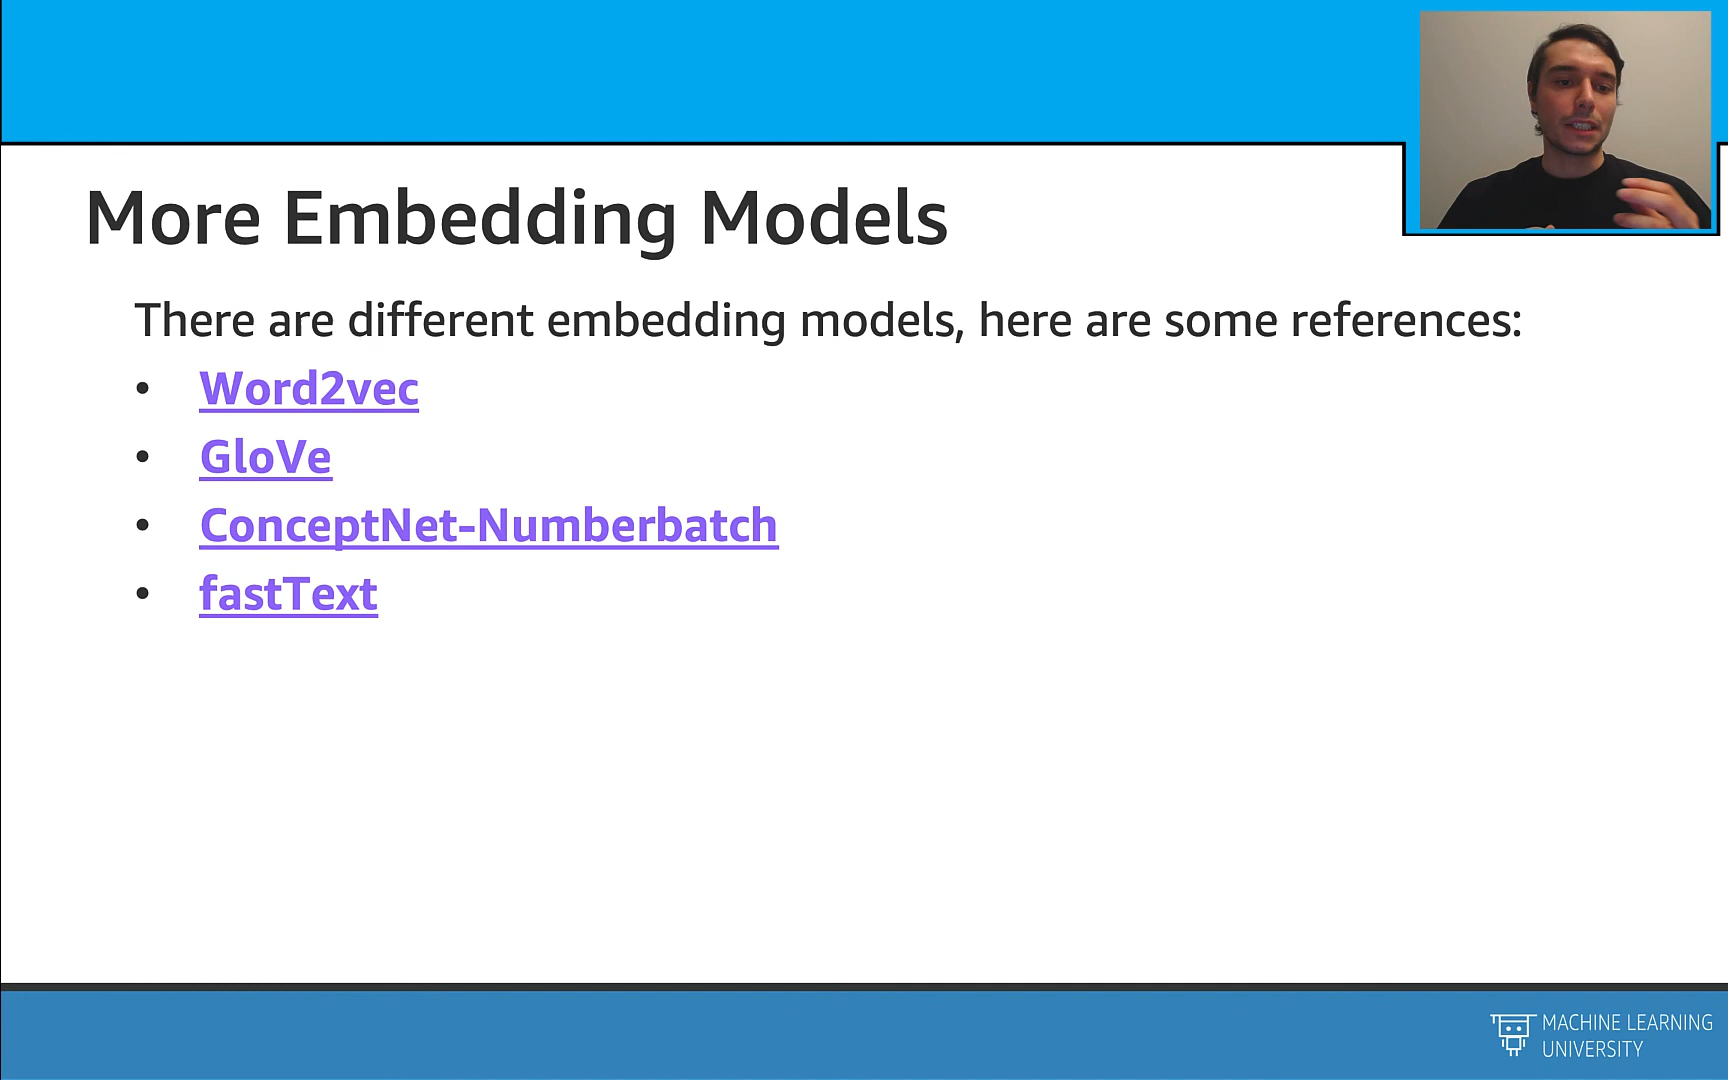 More Embedding Models
There are different embedding models, here are some references:
• Word2vec
• GloVe
• ConceptNet-Numberbatch
• fastText
MACHINE LEARNING
UNIVERSITY